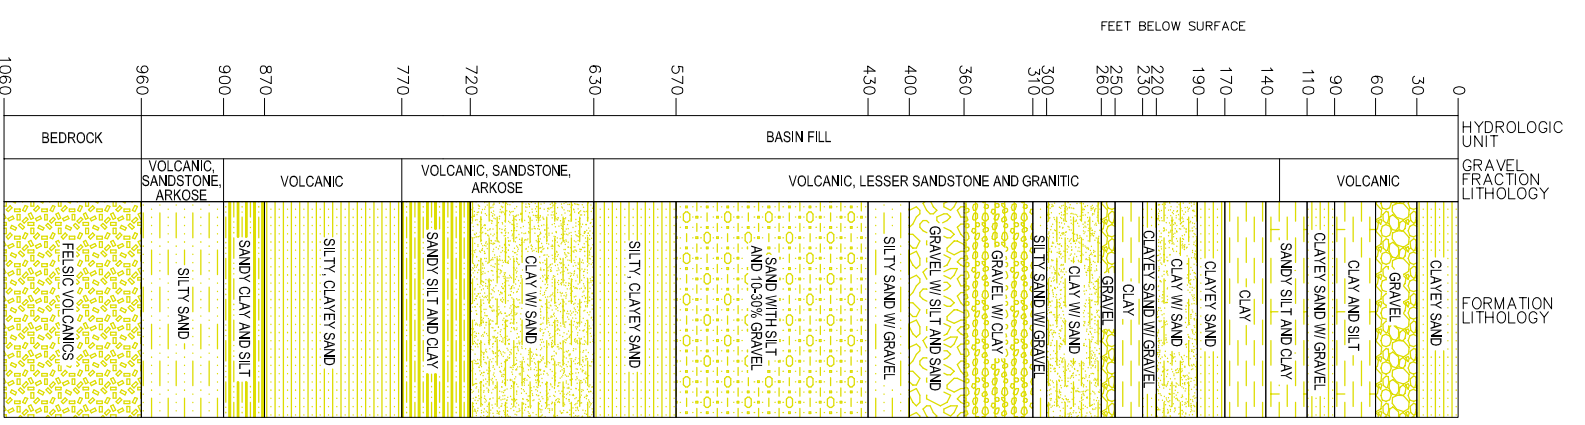 FEET BELOW SURFACE
1060
960
900
870
770
720
630
570
430
400
360
310
300
260
250
230
220
190
170
140
110
90
60
30
0
BEDROCK
BASIN FILL
HYDROLOGIC
UNIT
VOLCANIC,
SANDSTONE,
ARKOSE
VOLCANIC
VOLCANIC, SANDSTONE,
ARKOSE
VOLCANIC, LESSER SANDSTONE AND GRANITIC
VOLCANIC
GRAVEL
FRACTION
LITHOLOGY
FELSIC VOLCANICS
SILTY SAND
SANDY CLAY AND SILT
SILTY, CLAYEY SAND
SANDY SILT AND CLAY
CLAY W/ SAND
SILTY, CLAYEY SAND
SAND WITH SILT
AND 10-30% GRAVEL
SILTY SAND W/ GRAVEL
GRAVEL W/ SILT AND SAND
GRAVEL W/ CLAY
SILTY SAND W/ GRAVEL
CLAY W/ SAND
GRAVEL
CLAY
CLAYEY SAND W/ GRAVEL
CLAY W/ SAND
CLAYEY SAND
CLAY
SANDY SILT AND CLAY
CLAYEY SAND W/ GRAVEL
CLAY AND SILT
GRAVEL
CLAYEY SAND
FORMATION
LITHOLOGY